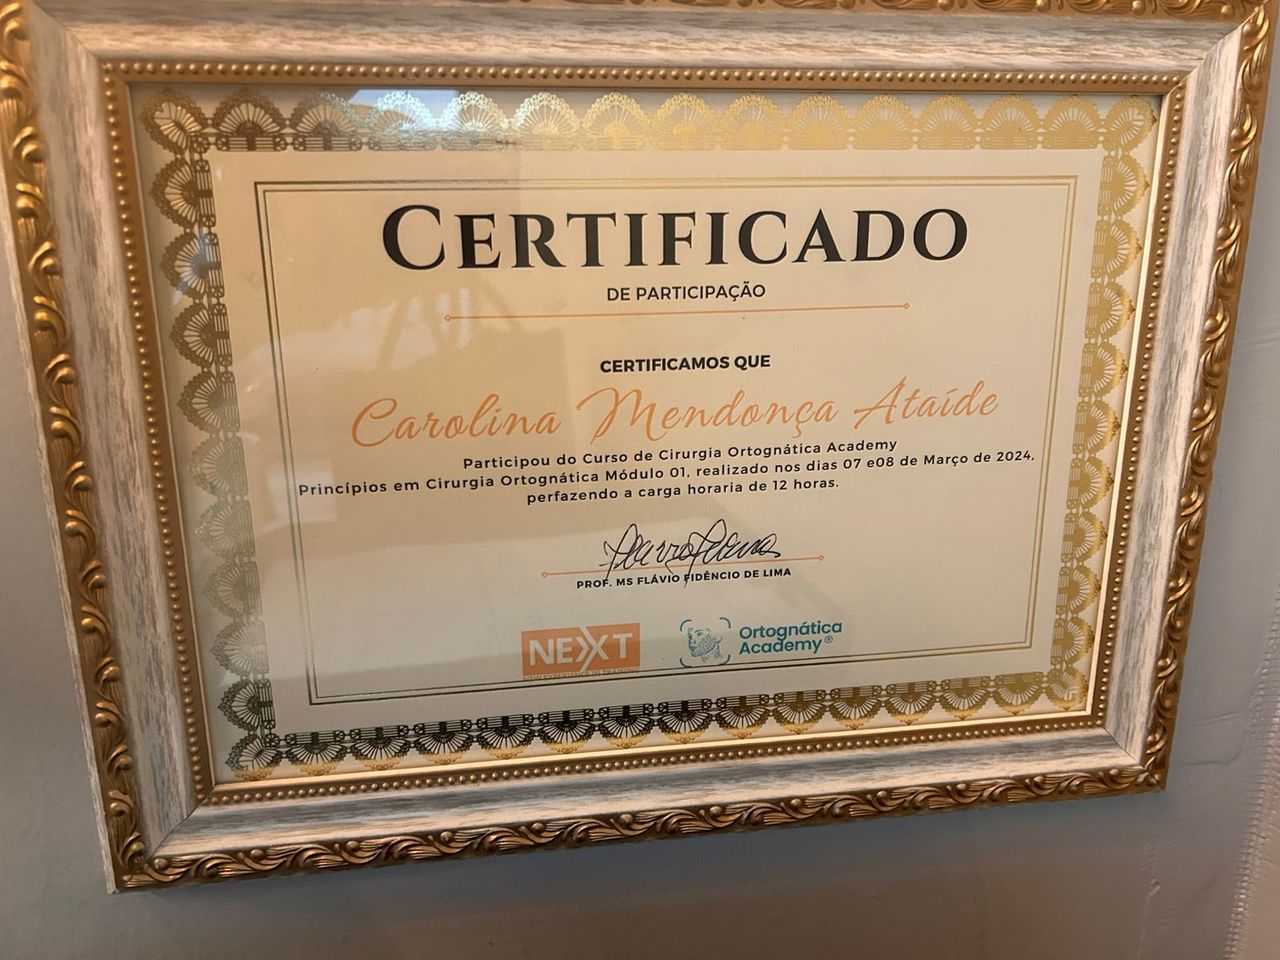 CERTIFICADO
DE PARTICIPAÇÃO
CERTIFICAMOS QUE
Carolina Mendonça Ataíde
Participou do Curso de Cirurgia Ortognática Academy
Princípios em Cirurgia Ortognática Módulo 01, realizado nos dias 07 e08 de Março de 2024,
perfazendo a carga horaria de 12 horas.
PROF. MS FLÁVIO FIDÊNCIO DE LIMA
NEXT
Ortognática
Academy®